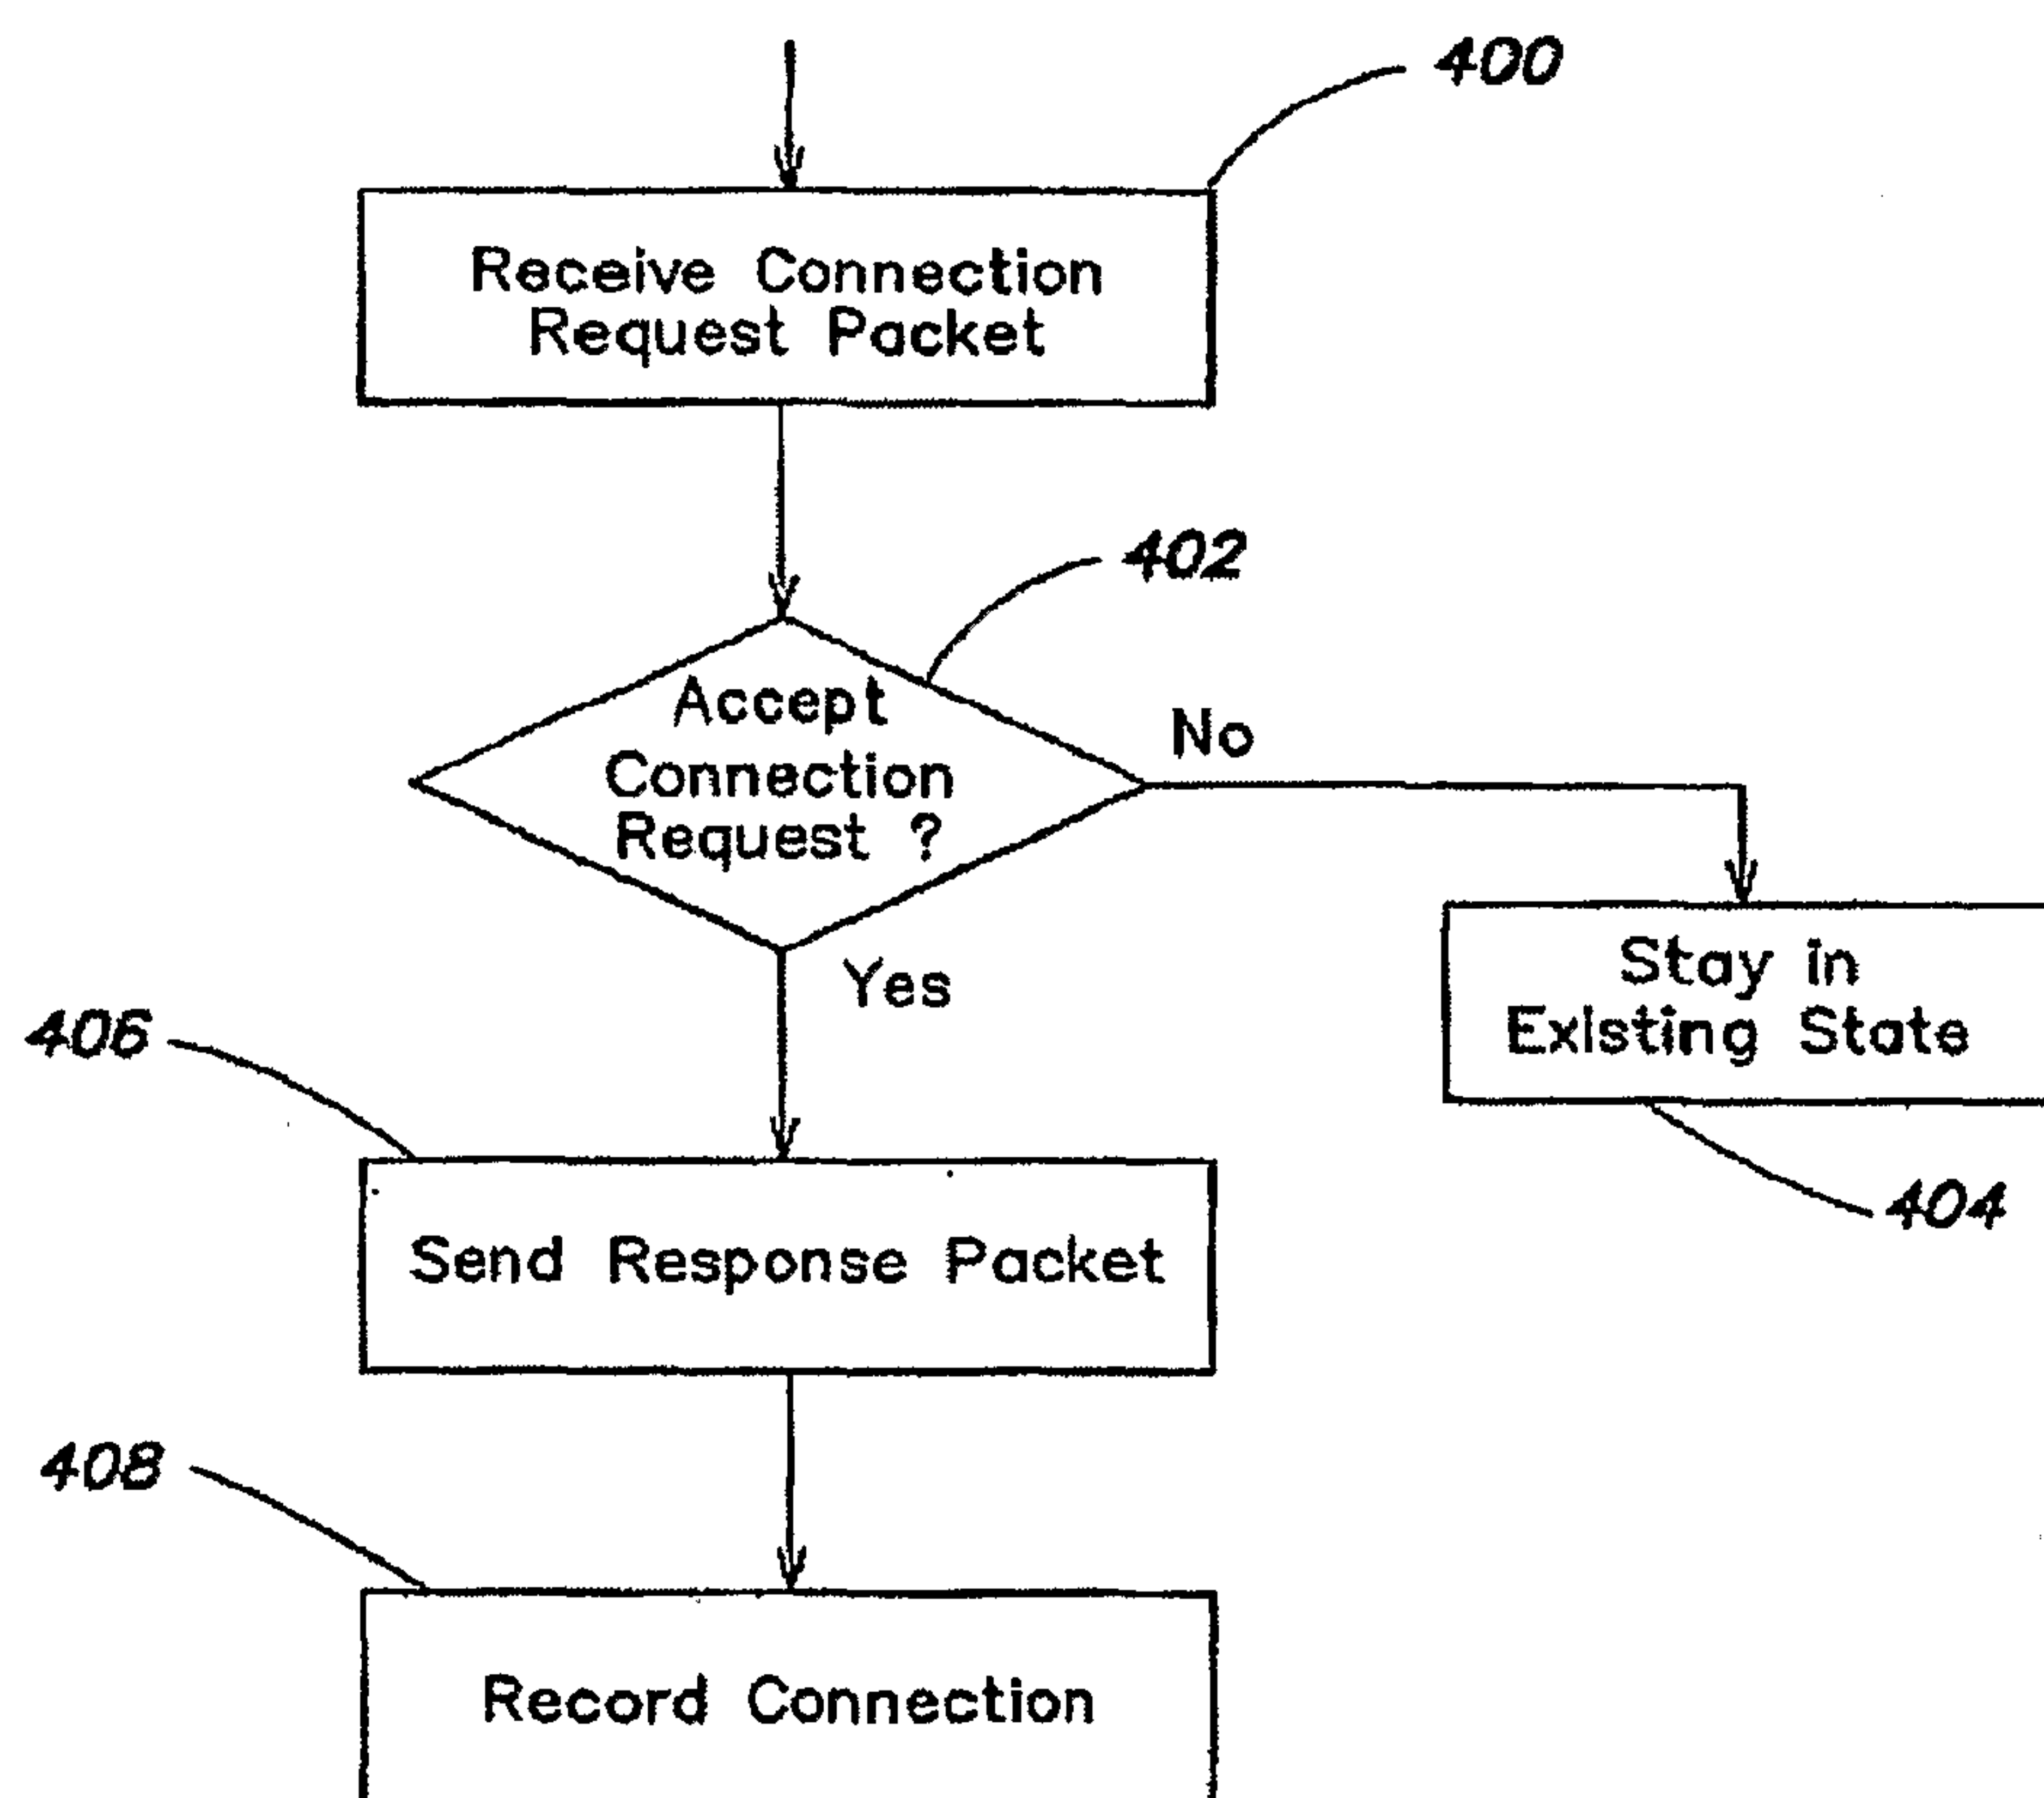 400
Receive Connection
Request Packet
402
Accept
Connection
Request ?
No
Yes
Stay in
Existing State
404
406
Send Response Packet
408
Record Connection